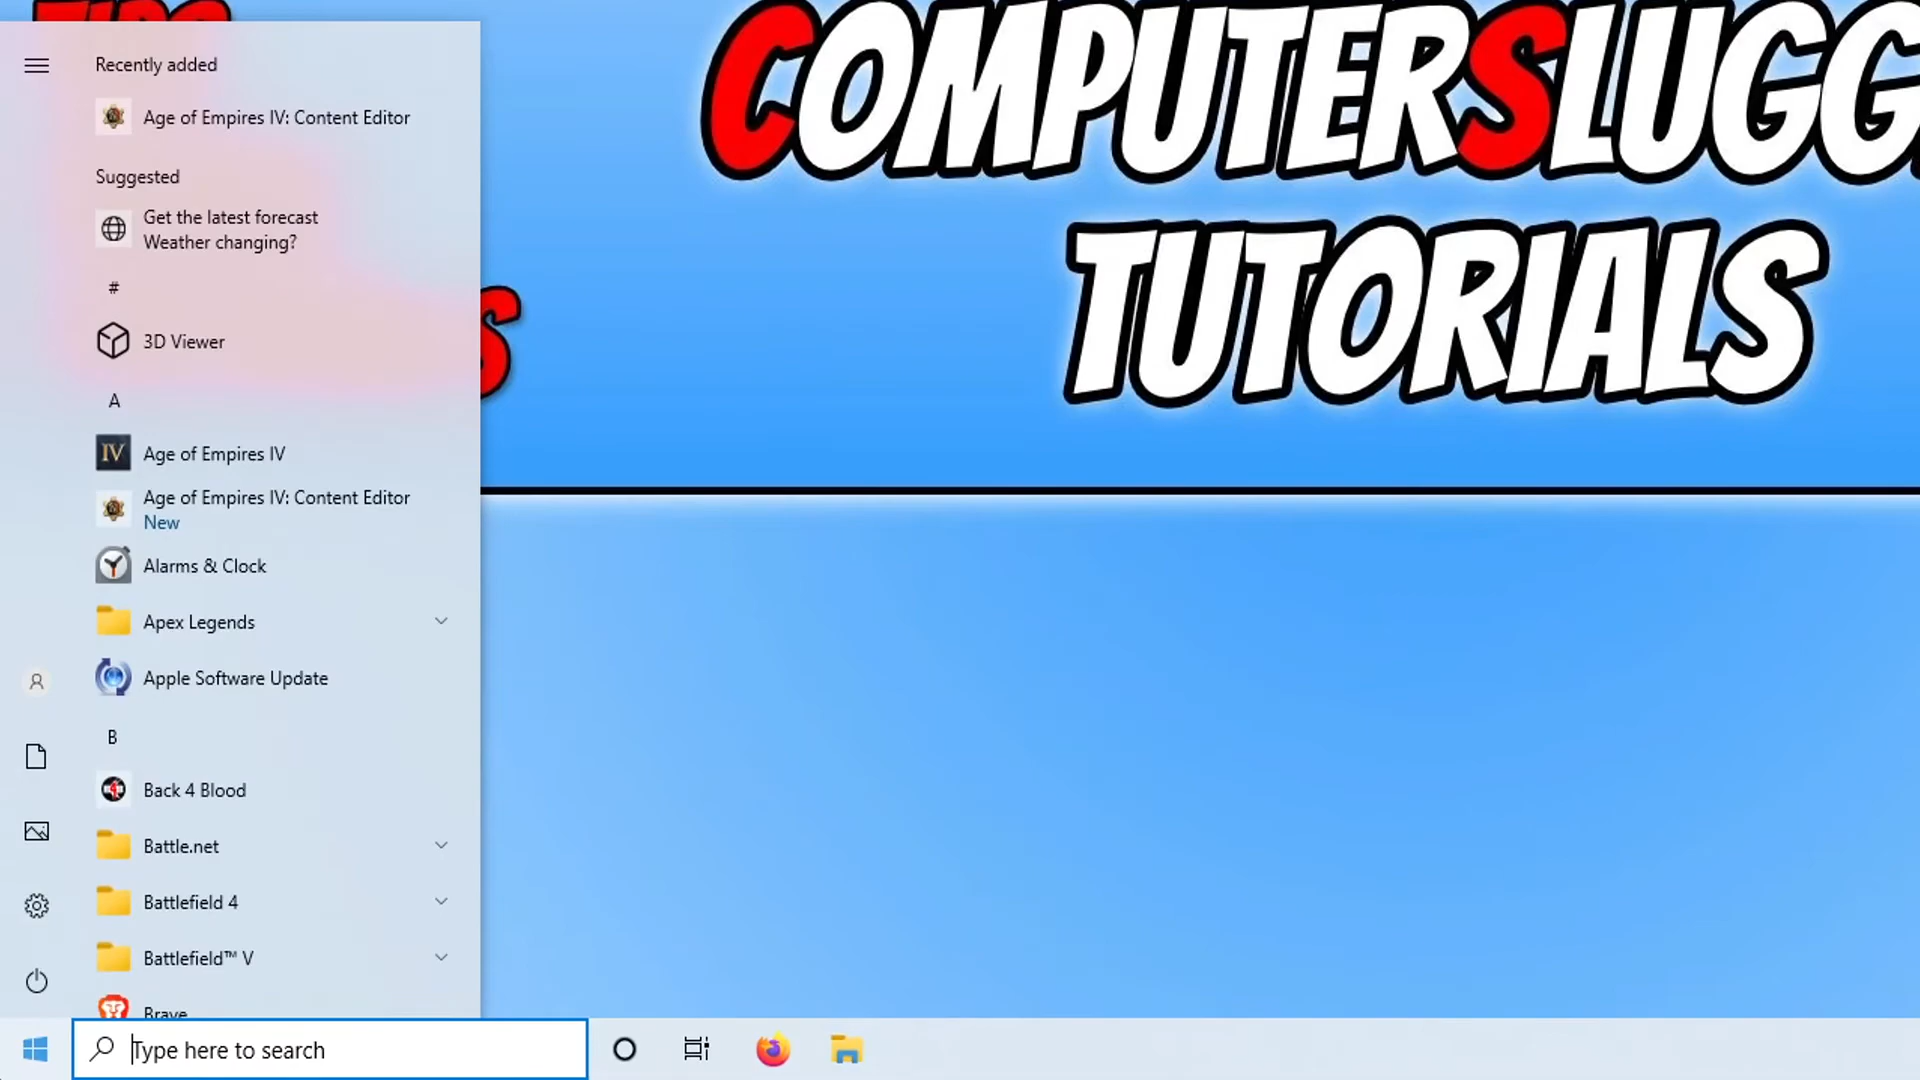 Recently added
Age of Empires IV: Content Editor
Suggested
Get the latest forecast
Weather changing?
#
3D Viewer
A
IV
Age of Empires IV
Age of Empires IV: Content Editor
New
Alarms & Clock
Apex Legends
Apple Software Update
B
Back 4 Blood
Battle.net
Battlefield 4
Battlefield™ V
Brave
Type here to search
COMPUTERSLUGG
TUTORIALS